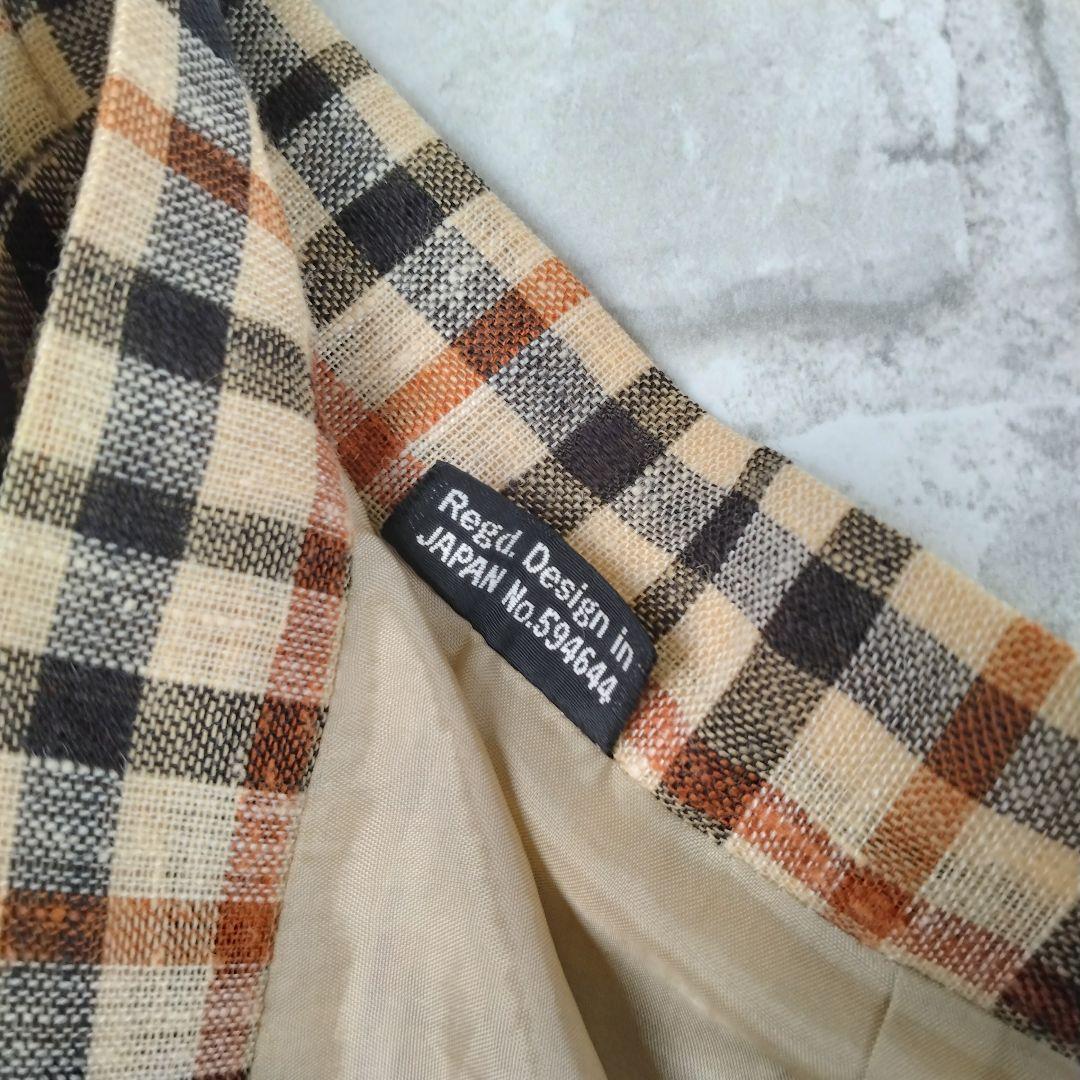 Regd. Design in
JAPAN No.594644